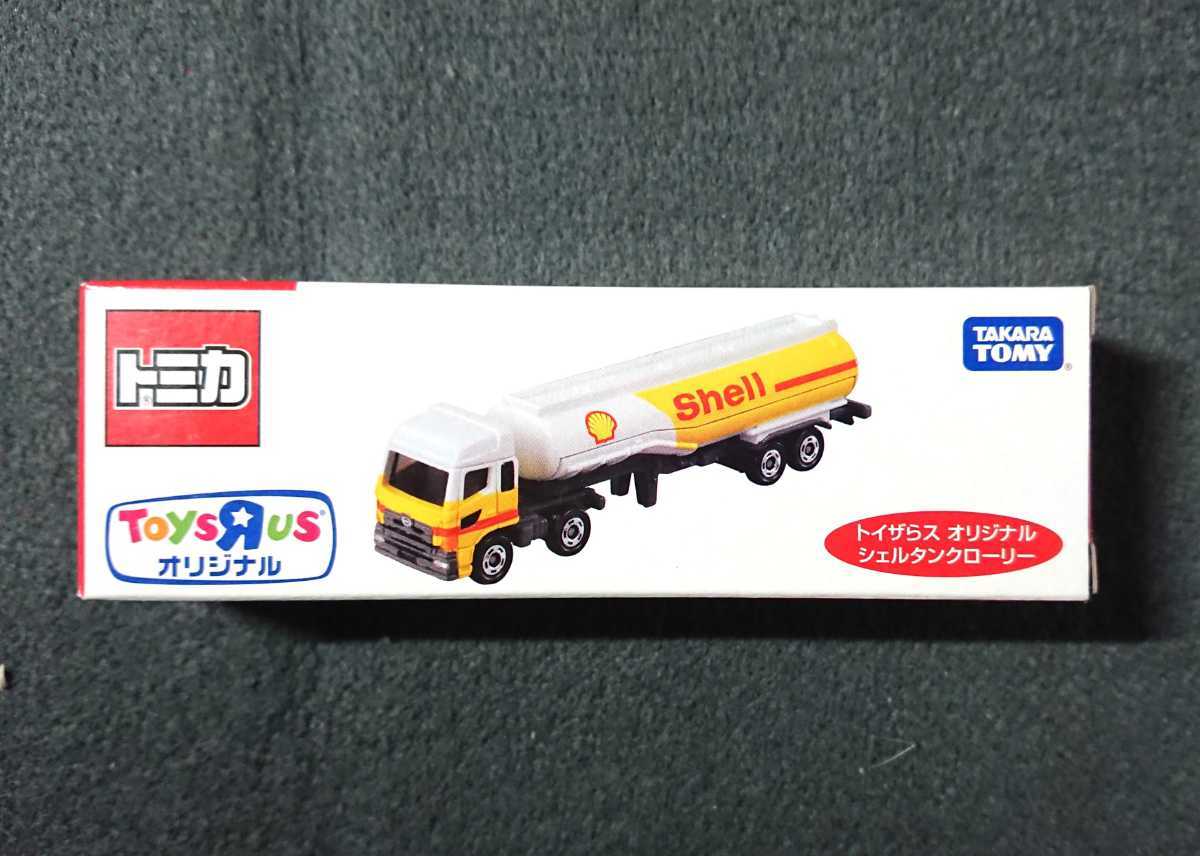 トミカ
TOYSЯUS
オリジナル
Shell
TAKARA
TOMY
トイザらス オリジナル
シェルタンクローリー